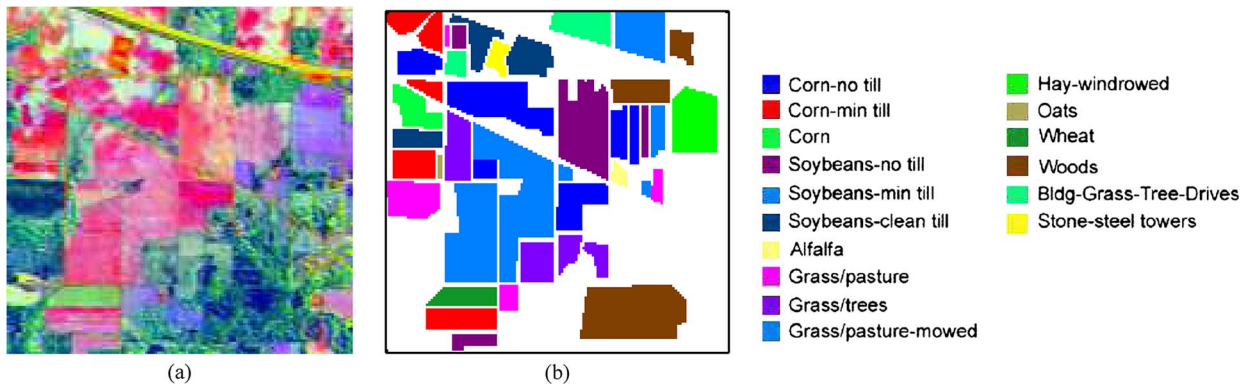 Corn-no till
Corn-min till
Corn
Soybeans-no till
Soybeans-min till
Soybeans-clean till
Alfalfa
Grass/pasture
Grass/trees
Grass/pasture-mowed
Hay-windrowed
Oats
Wheat
Woods
Bldg-Grass-Tree-Drives
Stone-steel towers
(a)
(b)